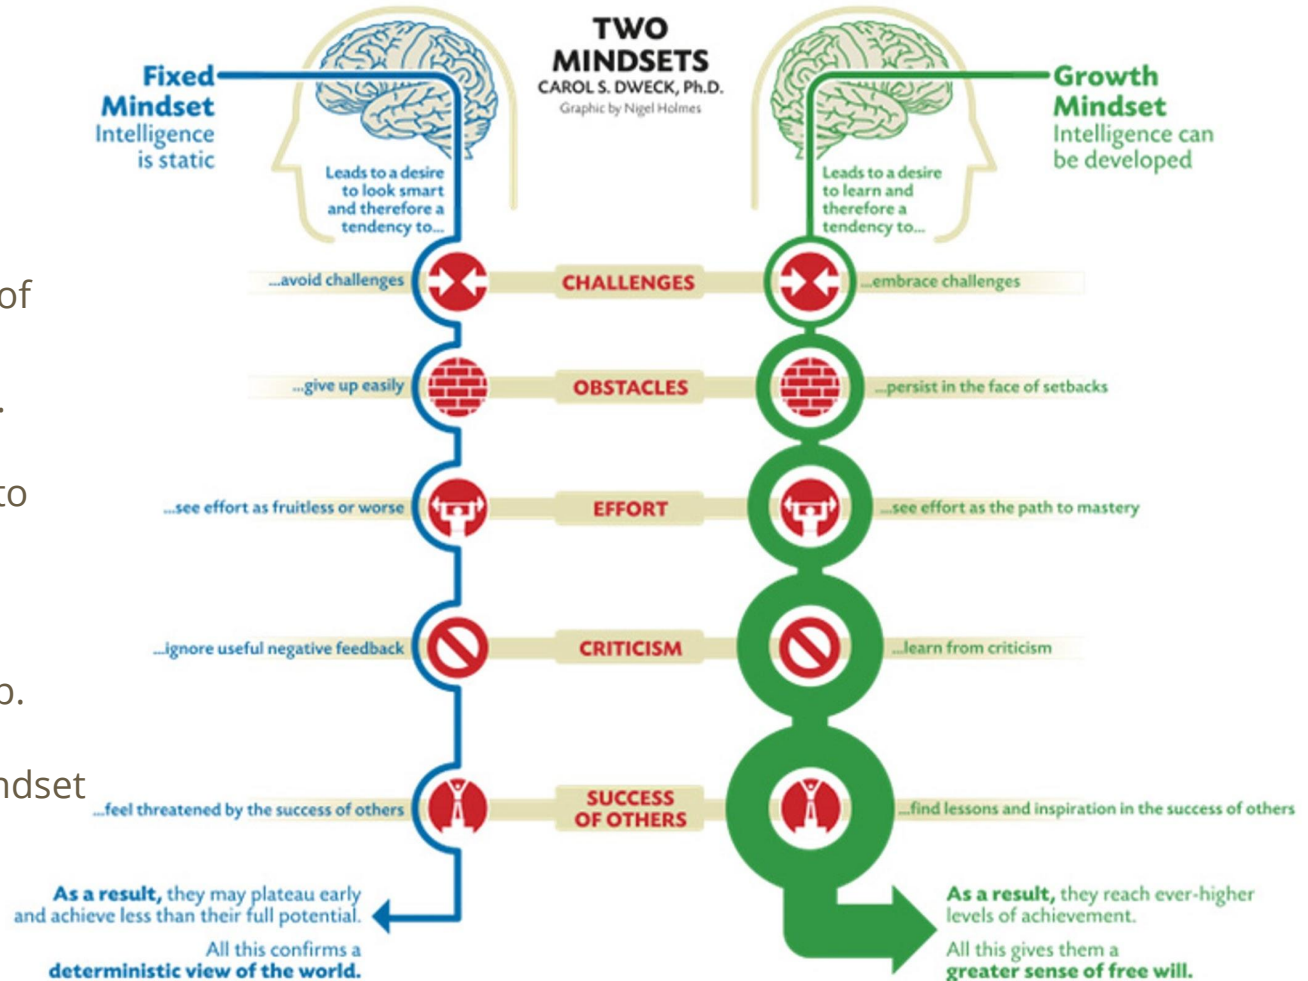 TWO
MINDSETS
CAROL S. DWECK, Ph.D.
Graphic by Nigel Holmes
Fixed
Mindset
Intelligence
is static
Growth
Mindset
Intelligence can
be developed
Leads to a desire
to look smart
and therefore a
tendency to...
Leads to a desire
to learn and
therefore a
tendency to...
...avoid challenges
CHALLENGES
...embrace challenges
...give up easily
OBSTACLES
...persist in the face of setbacks
...see effort as fruitless or worse
EFFORT
...see effort as the path to mastery
...ignore useful negative feedback
CRITICISM
...learn from criticism
...feel threatened by the success of others
SUCCESS
OF OTHERS
...find lessons and inspiration in the success of others
As a result, they may plateau early
and achieve less than their full potential.
All this confirms a
deterministic view of the world.
As a result, they reach ever-higher
levels of achievement.
All this gives them a
greater sense of free will.
of
to